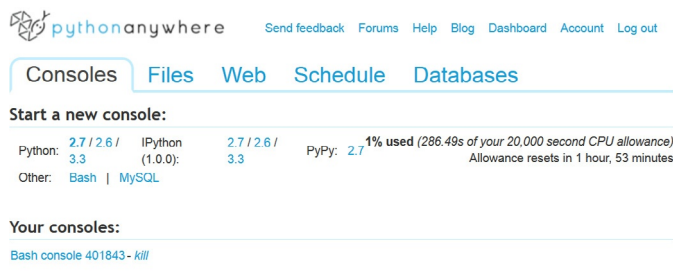 pythonanywhere Send feedback Forums Help Blog Dashboard Account Log out
Consoles Files Web Schedule Databases
Start a new console:
Python: 2.7 / 2.6 / 3.3 IPython (1.0.0): 2.7 / 2.6 / 3.3 PyPy: 2.7
1% used (286.49s of your 20,000 second CPU allowance)
Allowance resets in 1 hour, 53 minutes
Other: Bash | MySQL
Your consoles:
Bash console 401843 - kill